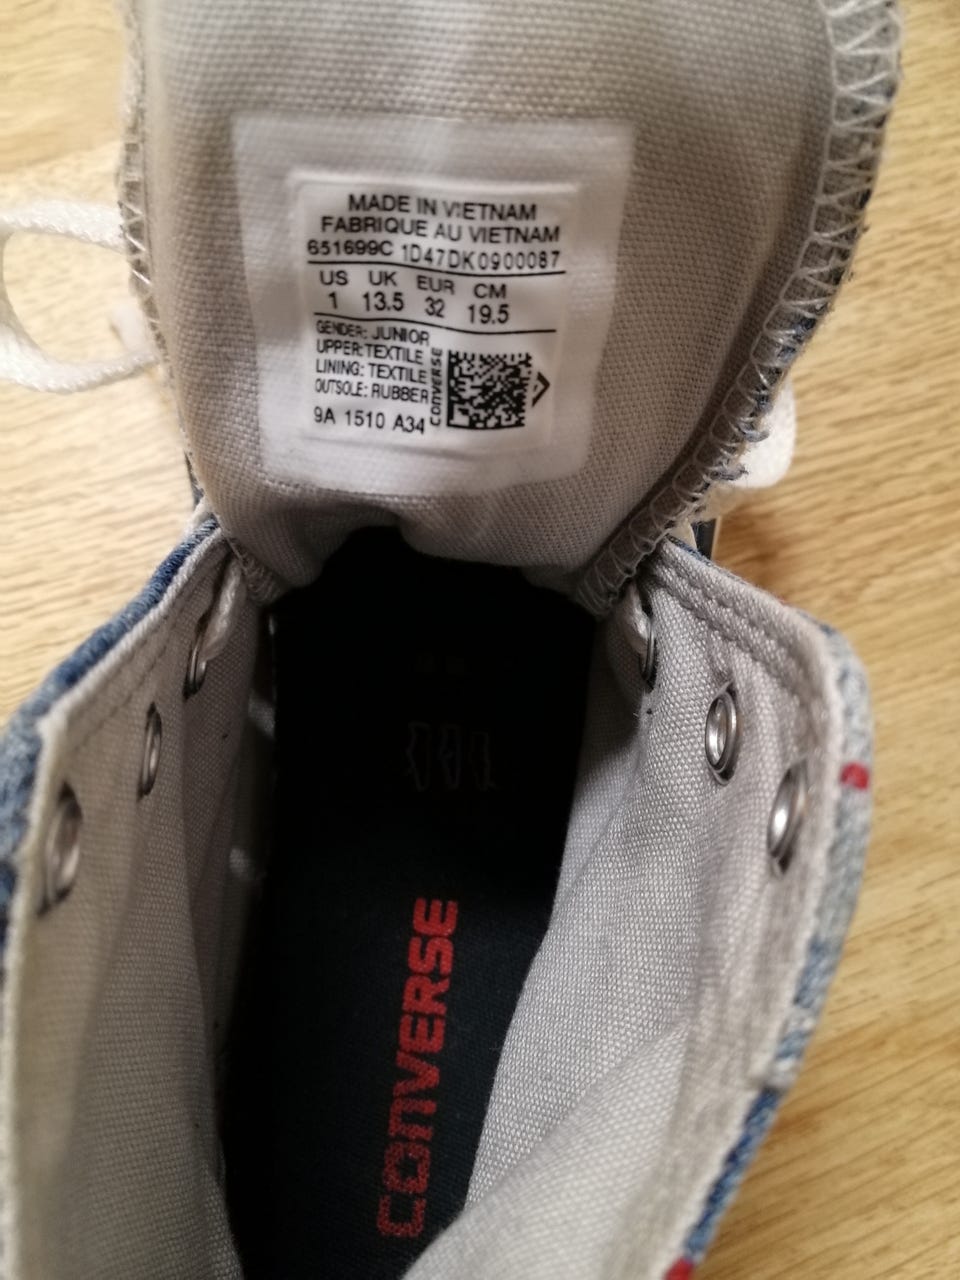 MADE IN VIETNAM
FABRIQUE AU VIETNAM
651699C 1D47DK0900087
US UK EUR CM
1 13.5 32 19.5
GENDER: JUNIOR
UPPER: TEXTILE
LINING: TEXTILE
OUTSOLE: RUBBER
CONVERSE
9A 1510 A34
CONVERSE